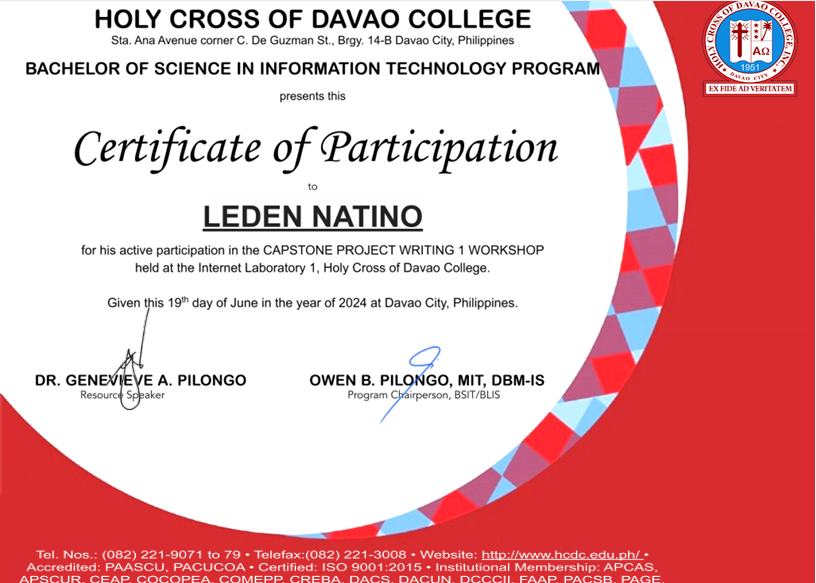 HOLY CROSS OF DAVAO COLLEGE
Sta. Ana Avenue corner C. De Guzman St., Brgy. 14-B Davao City, Philippines
BACHELOR OF SCIENCE IN INFORMATION TECHNOLOGY PROGRAM
presents this
Certificate of Participation
to
LEDEN NATINO
for his active participation in the CAPSTONE PROJECT WRITING 1 WORKSHOP
held at the Internet Laboratory 1, Holy Cross of Davao College.
Given this 19th day of June in the year of 2024 at Davao City, Philippines.
DR. GENEVIEVE A. PILONGO
Resource Speaker
OWEN B. PILONGO, MIT, DBM-IS
Program Chairperson, BSIT/BLIS
HOLY CROSS OF DAVAO COLLEGE, INC.
ΑΩ
1951
DAVAO CITY
EX FIDE AD VERITATEM
Tel. Nos.: (082) 221-9071 to 79 • Telefax:(082) 221-3008 • Website: http://www.hcdc.edu.ph/ •
Accredited: PAASCU, PACUCOA • Certified: ISO 9001:2015 • Institutional Membership: APCAS,
APSCUR, CEAP, COCOPEA, COMEPP, CREBA, DACS, DACUN, DCCCII, FAAP, PACSB, PAGE,